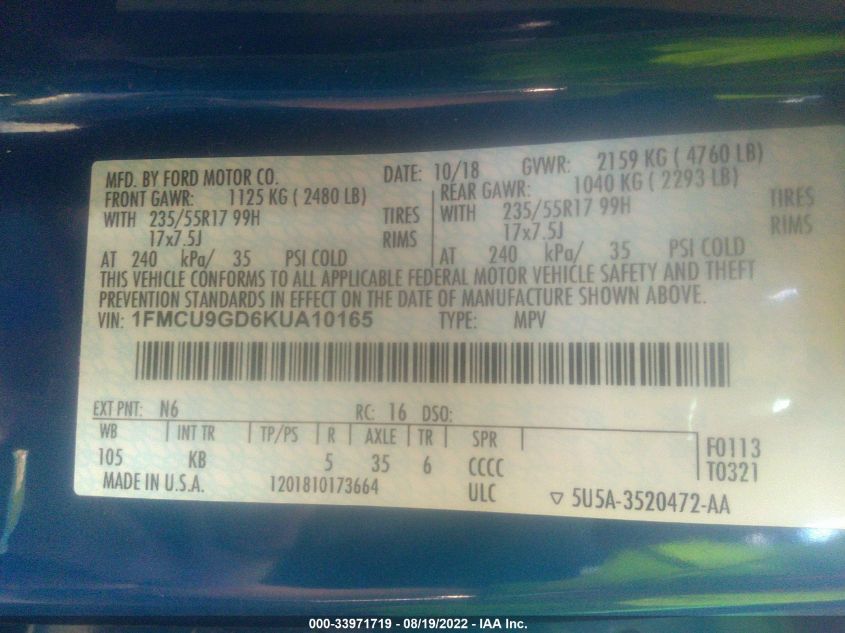 MFD. BY FORD MOTOR CO. DATE: 10/18 GVWR: 2159 KG ( 4760 LB)
FRONT GAWR: 1125 KG ( 2480 LB) REAR GAWR: 1040 KG ( 2293 LB)
WITH 235/55R17 99H TIRES WITH 235/55R17 99H TIRES
17x7.5J RIMS 17x7.5J RIMS
AT 240 kPa/ 35 PSI COLD AT 240 kPa/ 35 PSI COLD
THIS VEHICLE CONFORMS TO ALL APPLICABLE FEDERAL MOTOR VEHICLE SAFETY AND THEFT
PREVENTION STANDARDS IN EFFECT ON THE DATE OF MANUFACTURE SHOWN ABOVE.
VIN: 1FMCU9GD6KUA10165 TYPE: MPV
EXT PNT: N6 RC: 16 DSO:
WB INT TR TP/PS R AXLE TR SPR F0113
105 KB 5 35 6 CCCC T0321
MADE IN U.S.A. 1201810173664 ULC ▽ 5U5A-3520472-AA
000-33971719 - 08/19/2022 - IAA Inc.